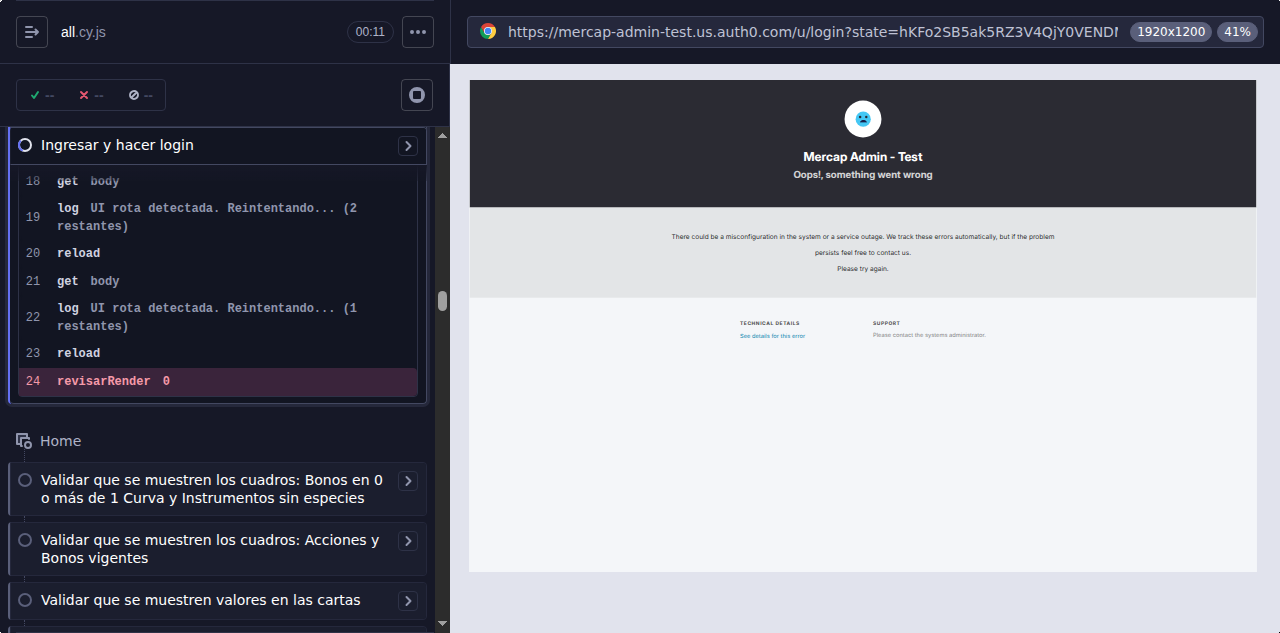 all.cy.js
00:11
https://mercap-admin-test.us.auth0.com/u/login?state=hKFo2SB5ak5RZ3V4QjY0VENDM
1920x1200
41%
--
--
--
Ingresar y hacer login
18 get body
19 log UI rota detectada. Reintentando... (2
restantes)
20 reload
21 get body
22 log UI rota detectada. Reintentando... (1
restantes)
23 reload
24 revisarRender 0
Home
Validar que se muestren los cuadros: Bonos en 0
o más de 1 Curva y Instrumentos sin especies
Validar que se muestren los cuadros: Acciones y
Bonos vigentes
Validar que se muestren valores en las cartas
Mercap Admin - Test
Oops!, something went wrong
There could be a misconfiguration in the system or a service outage. We track these errors automatically, but if the problem
persists feel free to contact us.
Please try again.
TECHNICAL DETAILS
See details for this error
SUPPORT
Please contact the systems administrator.